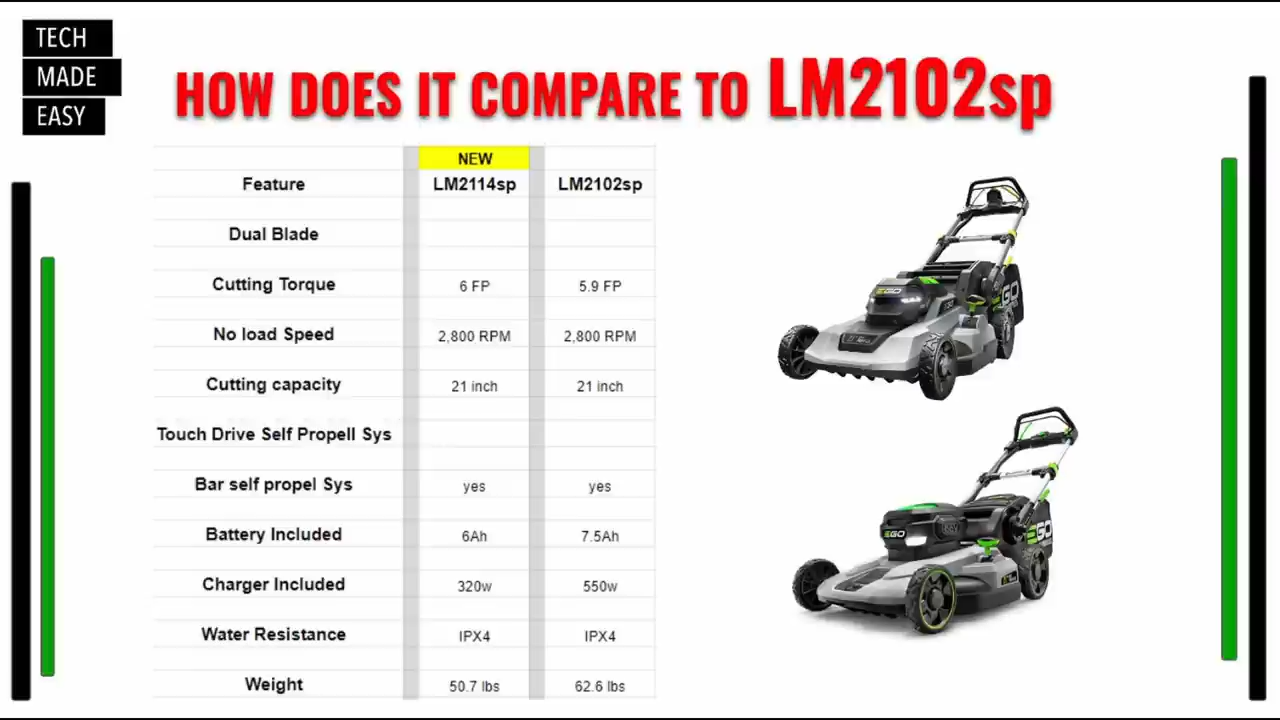 TECH
MADE
EASY
HOW DOES IT COMPARE TO LM2102sp
NEW
Feature LM2114sp LM2102sp
Dual Blade
Cutting Torque 6 FP 5.9 FP
No load Speed 2,800 RPM 2,800 RPM
Cutting capacity 21 inch 21 inch
Touch Drive Self Propell Sys
Bar self propel Sys yes yes
Battery Included 6Ah 7.5Ah
Charger Included 320w 550w
Water Resistance IPX4 IPX4
Weight 50.7 lbs 62.6 lbs
EGO
EGO